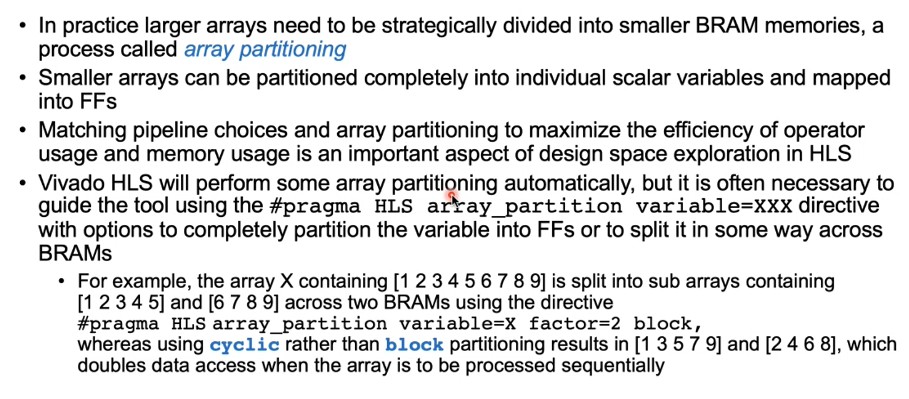 • In practice larger arrays need to be strategically divided into smaller BRAM memories, a
process called array partitioning
• Smaller arrays can be partitioned completely into individual scalar variables and mapped
into FFs
• Matching pipeline choices and array partitioning to maximize the efficiency of operator
usage and memory usage is an important aspect of design space exploration in HLS
• Vivado HLS will perform some array partitioning automatically, but it is often necessary to
guide the tool using the #pragma HLS array_partition variable=XXX directive
with options to completely partition the variable into FFs or to split it in some way across
BRAMs
• For example, the array X containing [1 2 3 4 5 6 7 8 9] is split into sub arrays containing
[1 2 3 4 5] and [6 7 8 9] across two BRAMs using the directive
#pragma HLS array_partition variable=X factor=2 block,
whereas using cyclic rather than block partitioning results in [1 3 5 7 9] and [2 4 6 8], which
doubles data access when the array is to be processed sequentially